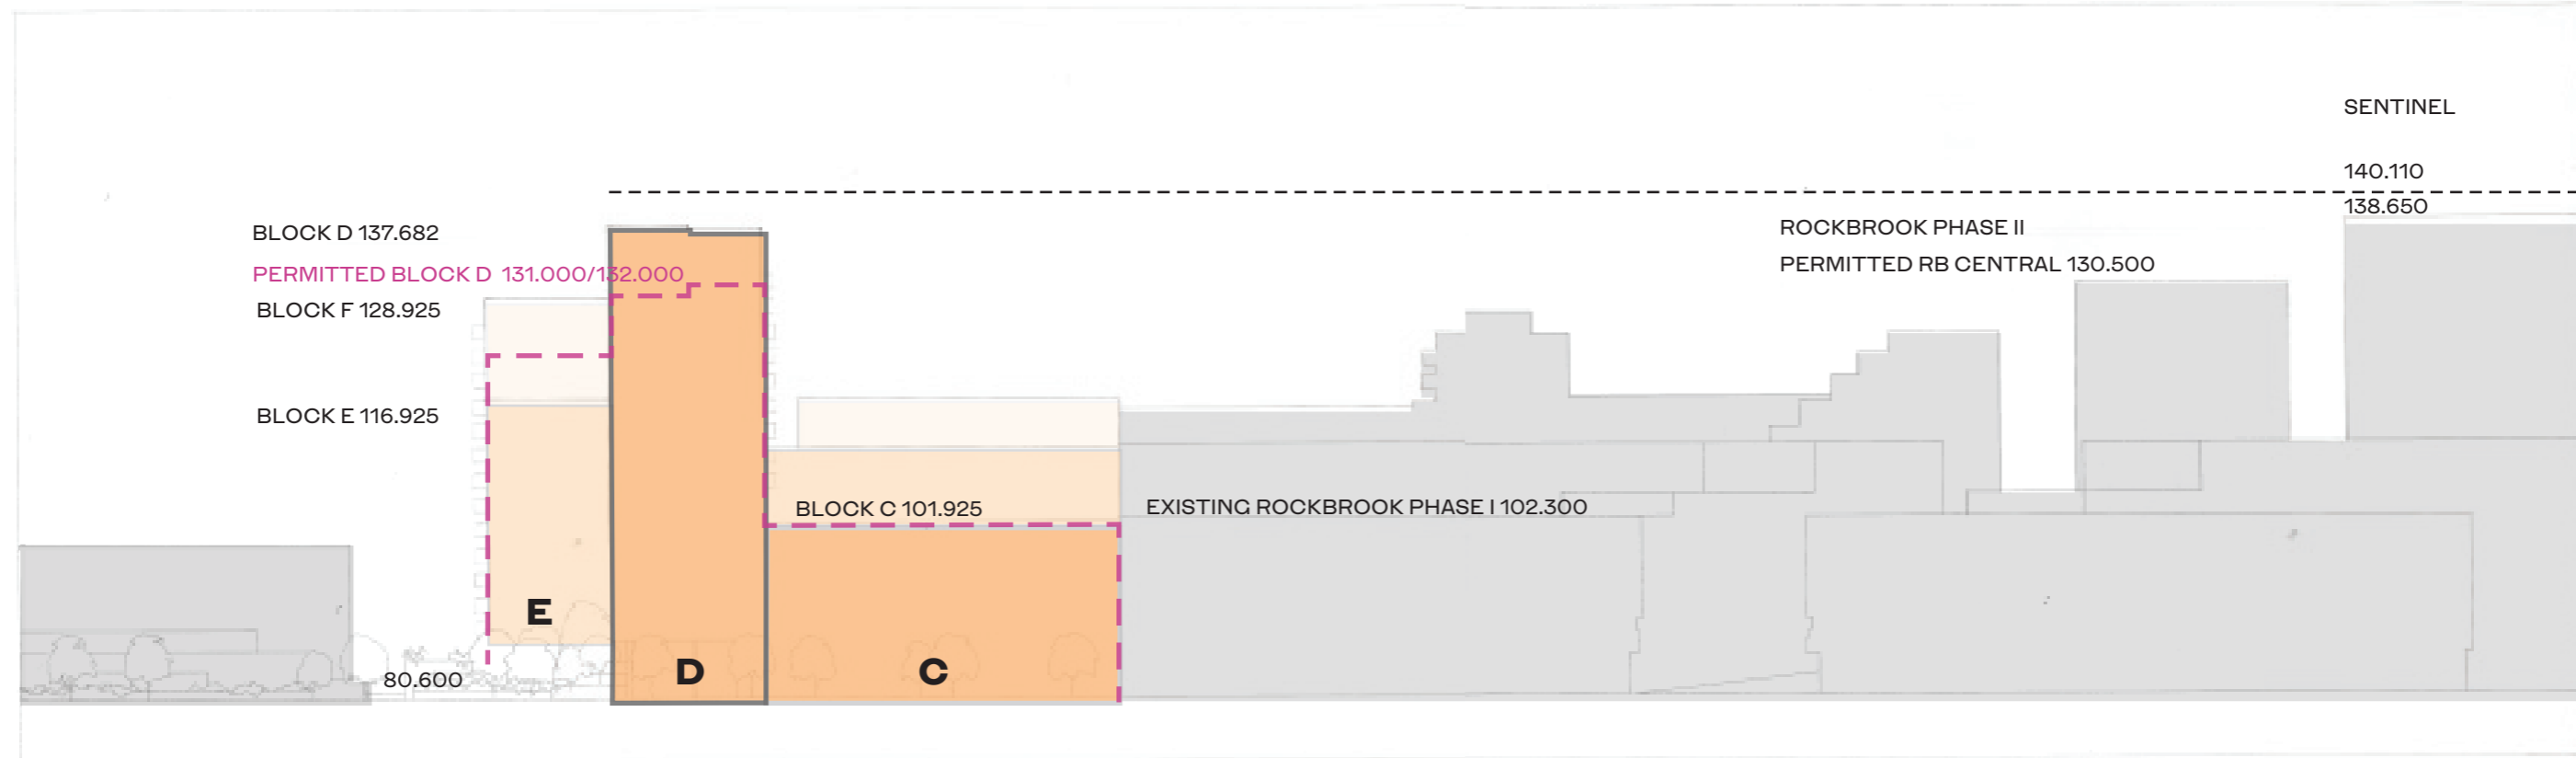 SENTINEL
140.110
138.650
BLOCK D 137.682
ROCKBROOK PHASE II
PERMITTED RB CENTRAL 130.500
PERMITTED BLOCK D 131.000/132.000
BLOCK F 128.925
BLOCK E 116.925
BLOCK C 101.925
EXISTING ROCKBROOK PHASE I 102.300
E
D
C
80.600